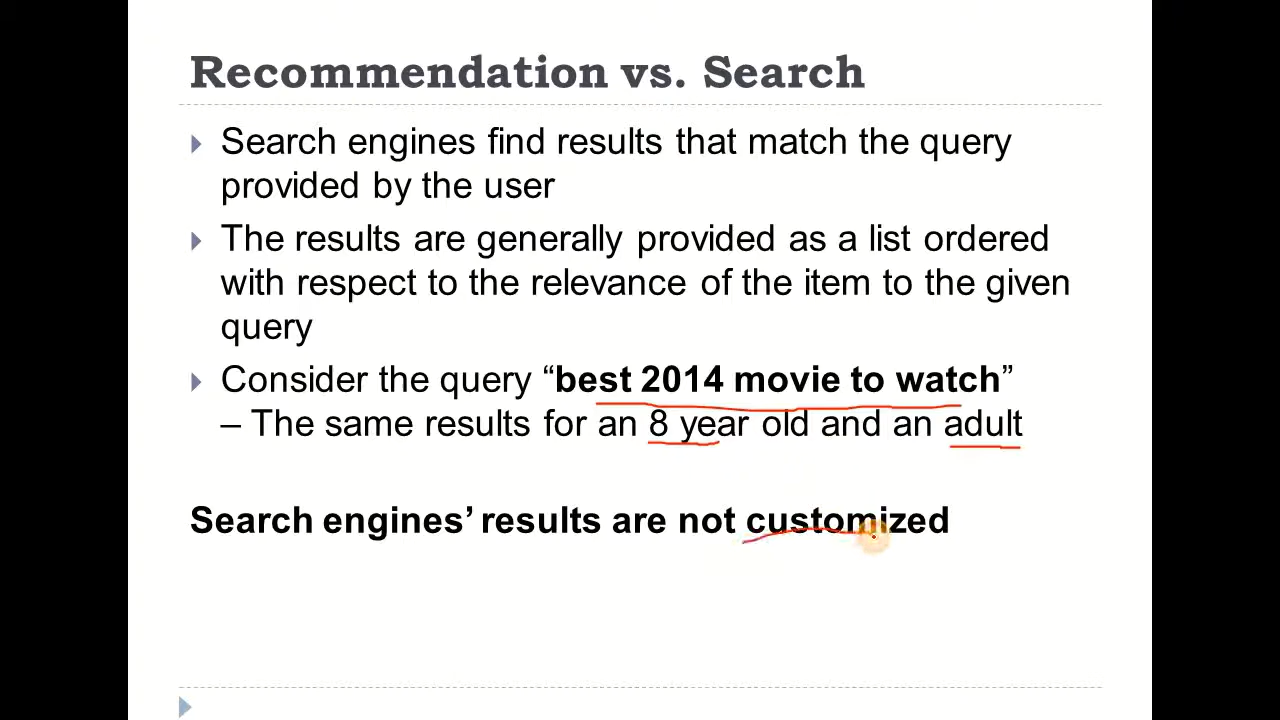 Recommendation vs. Search
Search engines find results that match the query
provided by the user
The results are generally provided as a list ordered
with respect to the relevance of the item to the given
query
Consider the query “best 2014 movie to watch”
– The same results for an 8 year old and an adult
Search engines’ results are not customized